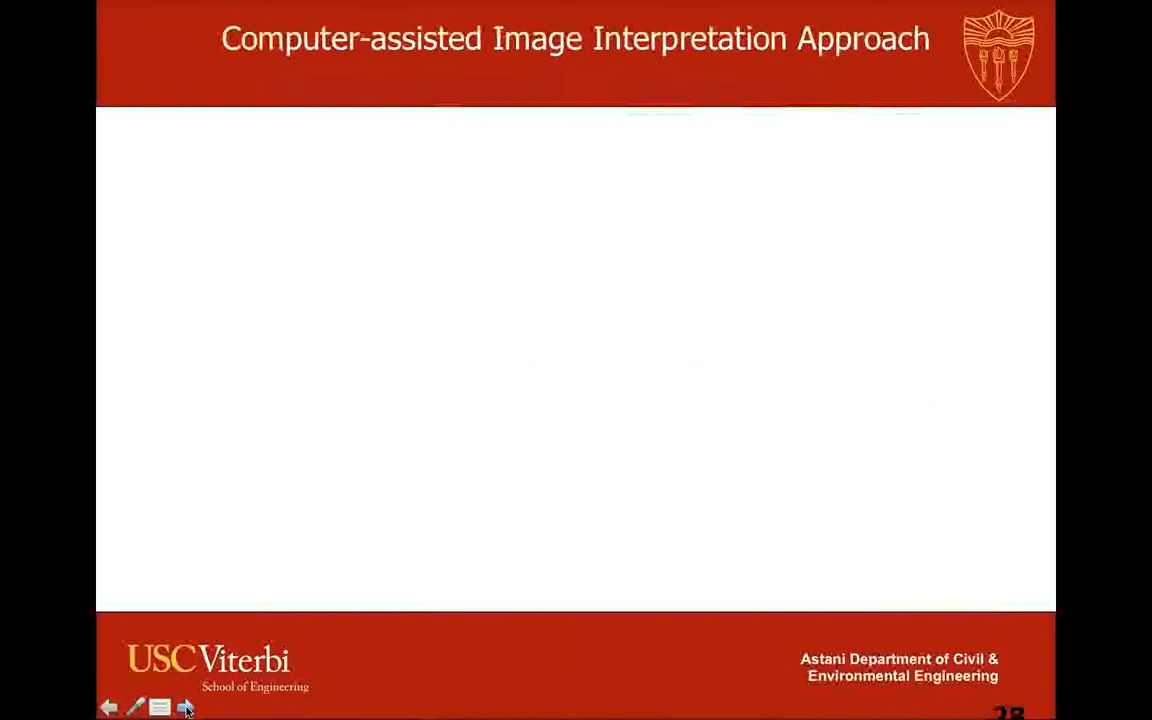 Computer-assisted Image Interpretation Approach
USC Viterbi
School of Engineering
Astani Department of Civil &
Environmental Engineering